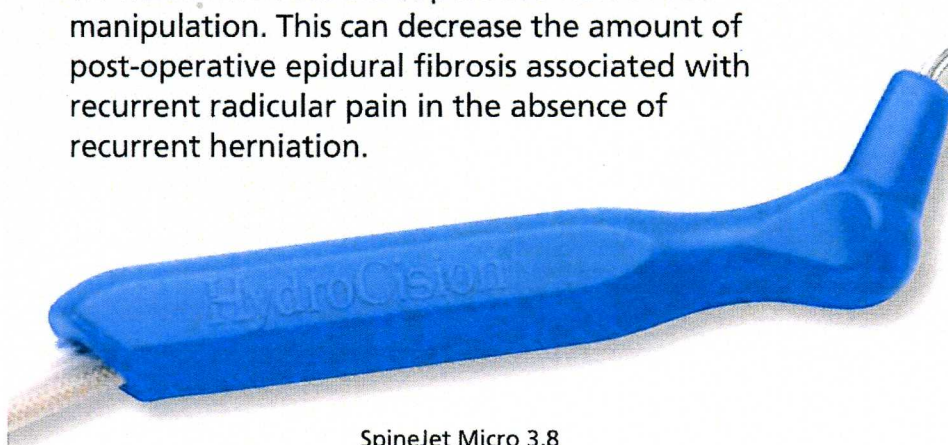 manipulation. This can decrease the amount of
post-operative epidural fibrosis associated with
recurrent radicular pain in the absence of
recurrent herniation.
HydroCision
SpineJet Micro 3.8